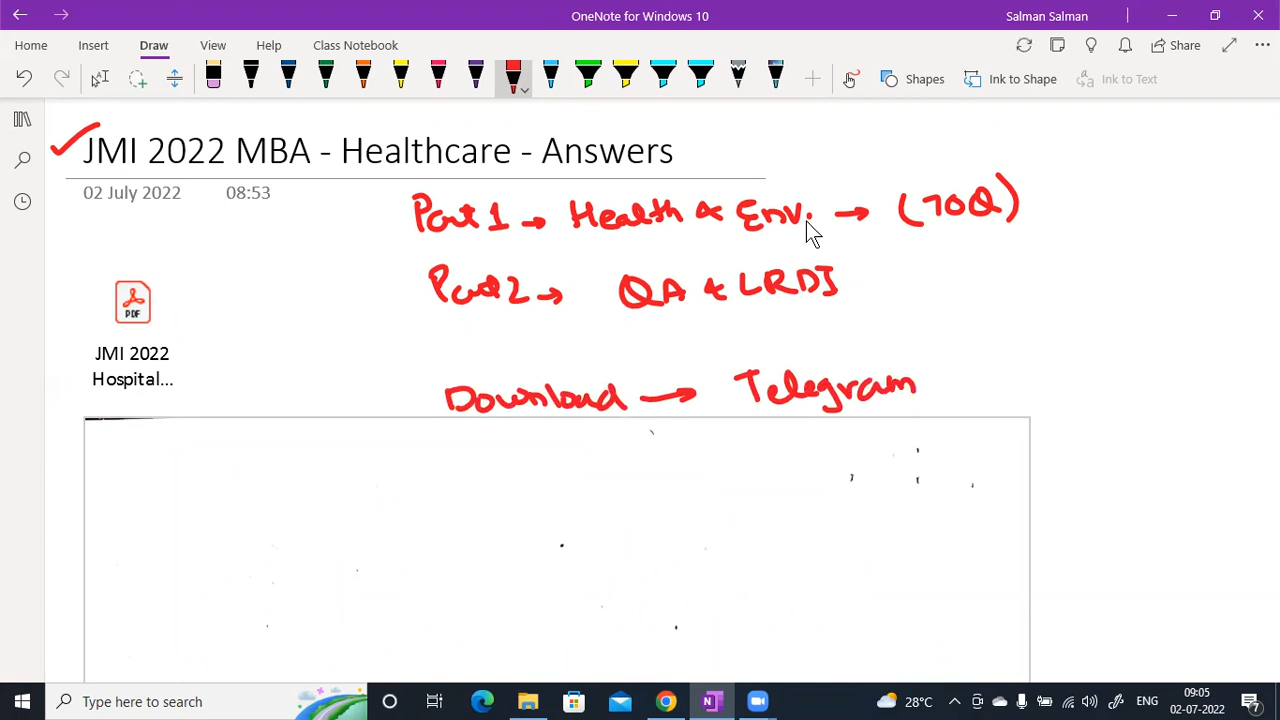 OneNote for Windows 10
Salman Salman
Home Insert Draw View Help Class Notebook
Share
Shapes Ink to Shape Ink to Text
JMI 2022 MBA - Healthcare - Answers
02 July 2022 08:53
Part 1 → Health & Env. → (70Q)
Part 2 → QA & LRDI
PDF
JMI 2022
Hospital...
Download → Telegram
Type here to search
28°C
ENG
09:05
02-07-2022
7